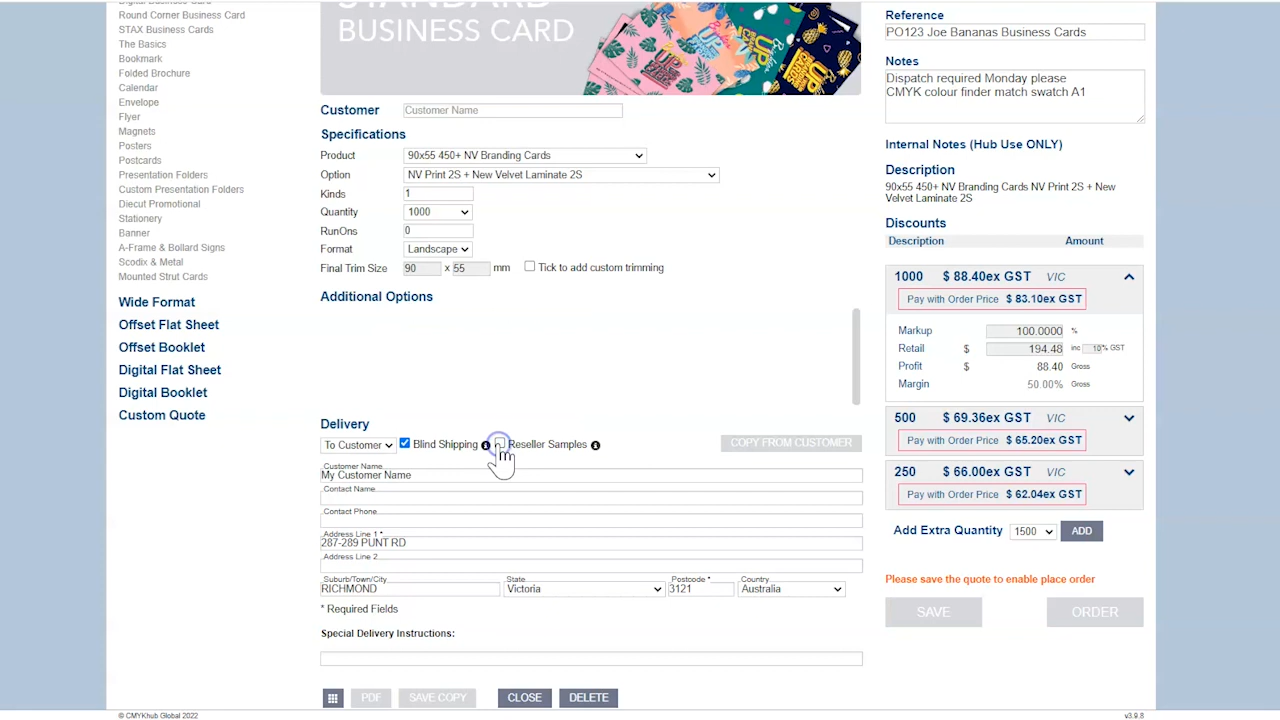 Digital Business Card
Round Corner Business Card
STAX Business Cards
The Basics
Bookmark
Folded Brochure
Calendar
Envelope
Flyer
Magnets
Posters
Postcards
Presentation Folders
Custom Presentation Folders
Diecut Promotional
Stationery
Banner
A-Frame & Bollard Signs
Scodix & Metal
Mounted Strut Cards
Wide Format
Offset Flat Sheet
Offset Booklet
Digital Flat Sheet
Digital Booklet
Custom Quote
STANDARD
BUSINESS CARD
Customer Customer Name
Specifications
Product 90x55 450+ NV Branding Cards
Option NV Print 2S + New Velvet Laminate 2S
Kinds 1
Quantity 1000
RunOns 0
Format Landscape
Final Trim Size 90 x 55 mm Tick to add custom trimming
Additional Options
Delivery
To Customer Blind Shipping Reseller Samples COPY FROM CUSTOMER
Customer Name
My Customer Name
Contact Name
Contact Phone
Address Line 1 *
287-289 PUNT RD
Address Line 2
Suburb/Town/City State Postcode * Country
RICHMOND Victoria 3121 Australia
* Required Fields
Special Delivery Instructions:
PDF SAVE COPY CLOSE DELETE
Reference
PO123 Joe Bananas Business Cards
Notes
Dispatch required Monday please
CMYK colour finder match swatch A1
Internal Notes (Hub Use ONLY)
Description
90x55 450+ NV Branding Cards NV Print 2S + New
Velvet Laminate 2S
Discounts
Description Amount
1000 $ 88.40ex GST VIC
Pay with Order Price $ 83.10ex GST
Markup 100.0000 %
Retail $ 194.48 inc 10% GST
Profit $ 88.40 Gross
Margin 50.00% Gross
500 $ 69.36ex GST VIC
Pay with Order Price $ 65.20ex GST
250 $ 66.00ex GST VIC
Pay with Order Price $ 62.04ex GST
Add Extra Quantity 1500 ADD
Please save the quote to enable place order
SAVE ORDER
© CMYKhub Global 2022 v3.9.8